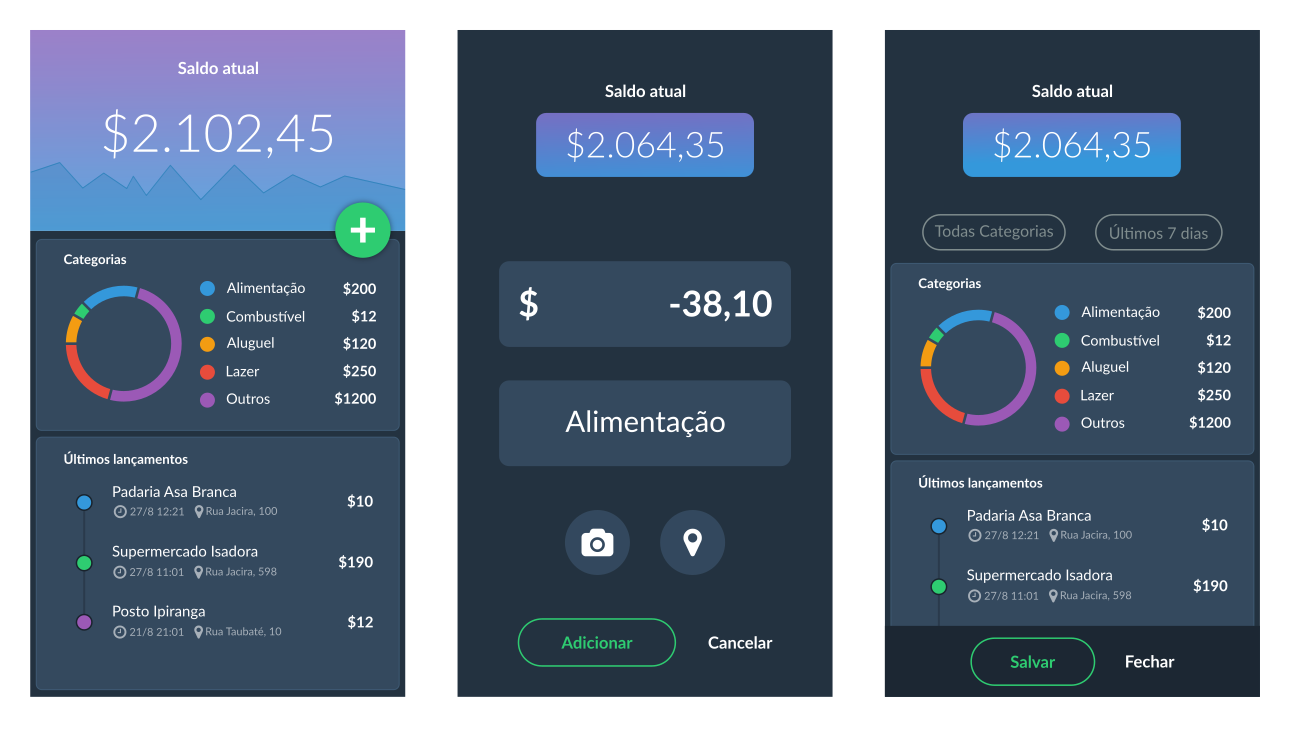 Saldo atual
$2.102,45
Categorias
Alimentação $200
Combustível $12
Aluguel $120
Lazer $250
Outros $1200
Últimos lançamentos
Padaria Asa Branca $10
27/8 12:21 Rua Jacira, 100
Supermercado Isadora $190
27/8 11:01 Rua Jacira, 598
Posto Ipiranga $12
21/8 21:01 Rua Taubaté, 10
Saldo atual
$2.064,35
$ -38,10
Alimentação
Adicionar Cancelar
Saldo atual
$2.064,35
Todas Categorias Últimos 7 dias
Categorias
Alimentação $200
Combustível $12
Aluguel $120
Lazer $250
Outros $1200
Últimos lançamentos
Padaria Asa Branca $10
27/8 12:21 Rua Jacira, 100
Supermercado Isadora $190
27/8 11:01 Rua Jacira, 598
Salvar Fechar